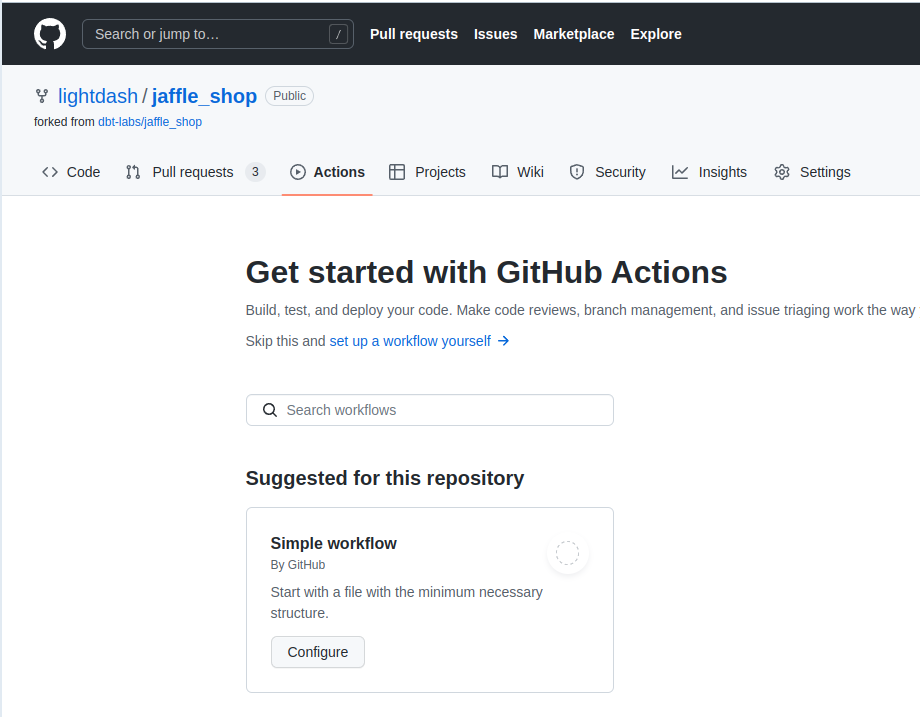 Search or jump to… /
Pull requests Issues Marketplace Explore
lightdash / jaffle_shop Public
forked from dbt-labs/jaffle_shop
Code Pull requests 3 Actions Projects Wiki Security Insights Settings
Get started with GitHub Actions
Build, test, and deploy your code. Make code reviews, branch management, and issue triaging work the way
Skip this and set up a workflow yourself →
Search workflows
Suggested for this repository
Simple workflow
By GitHub
Start with a file with the minimum necessary
structure.
Configure